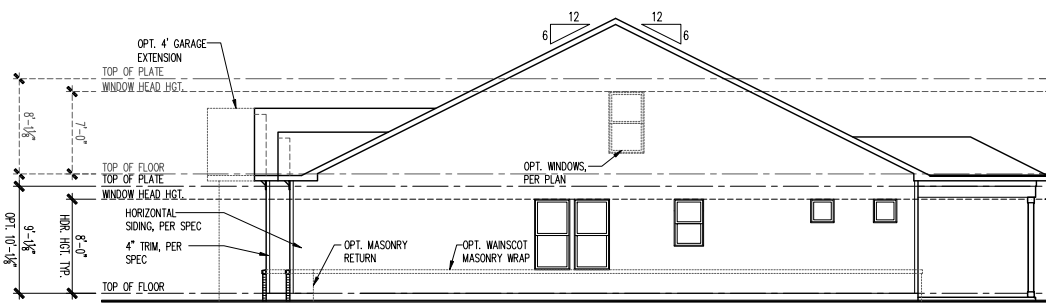 12
12
6
6
OPT. 4' GARAGE
EXTENSION
TOP OF PLATE
WINDOW HEAD HGT.
8'-1⅛"
7'-0"
TOP OF FLOOR
TOP OF PLATE
WINDOW HEAD HGT.
OPT. WINDOWS,
PER PLAN
HORIZONTAL
SIDING, PER SPEC
4" TRIM, PER
SPEC
OPT. MASONRY
RETURN
OPT. WAINSCOT
MASONRY WRAP
9'-1⅛"
OPT. 10'-1⅛"
8'-0"
HDR. HGT. TYP.
TOP OF FLOOR